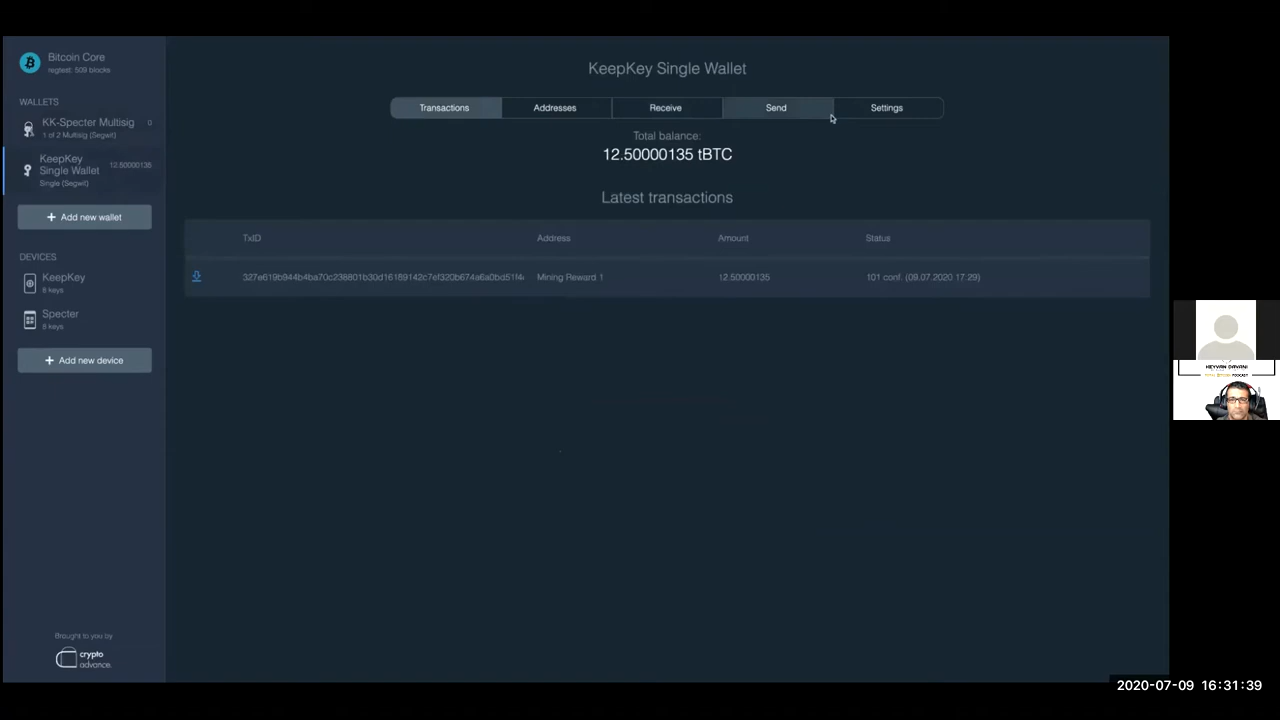 Bitcoin Core
regtest: 509 blocks
WALLETS
KK-Specter Multisig 0
1 of 2 Multisig (Segwit)
KeepKey
Single Wallet 12.50000135
Single (Segwit)
+ Add new wallet
DEVICES
KeepKey
8 keys
Specter
8 keys
+ Add new device
Brought to you by
crypto
advance.
KeepKey Single Wallet
Transactions Addresses Receive Send Settings
Total balance:
12.50000135 tBTC
Latest transactions
TxID Address Amount Status
Mining Reward 1 12.50000135 101 conf. (09.07.2020 17:29)
KEYVAN DAVANI
2020-07-09 16:31:39